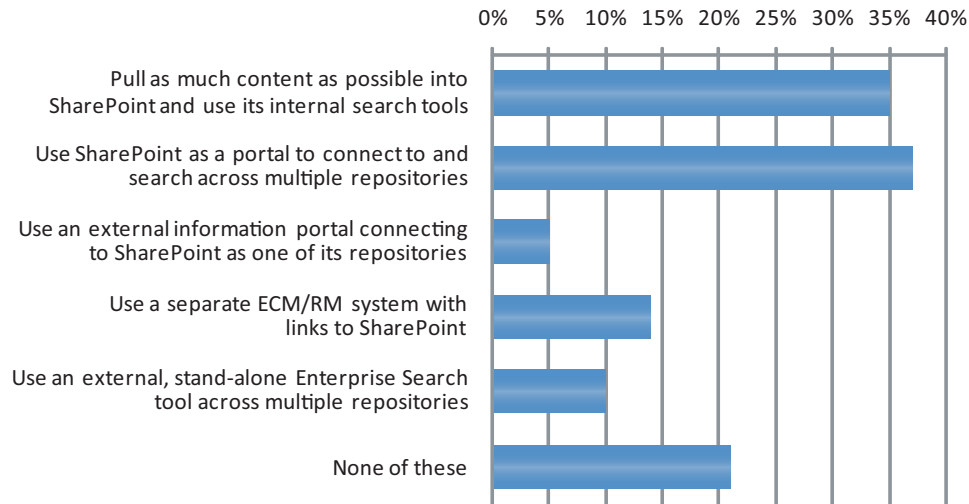 0% 5% 10% 15% 20% 25% 30% 35% 40%
Pull as much content as possible into
SharePoint and use its internal search tools
Use SharePoint as a portal to connect to and
search across multiple repositories
Use an external information portal connecting
to SharePoint as one of its repositories
Use a separate ECM/RM system with
links to SharePoint
Use an external, stand-alone Enterprise Search
tool across multiple repositories
None of these